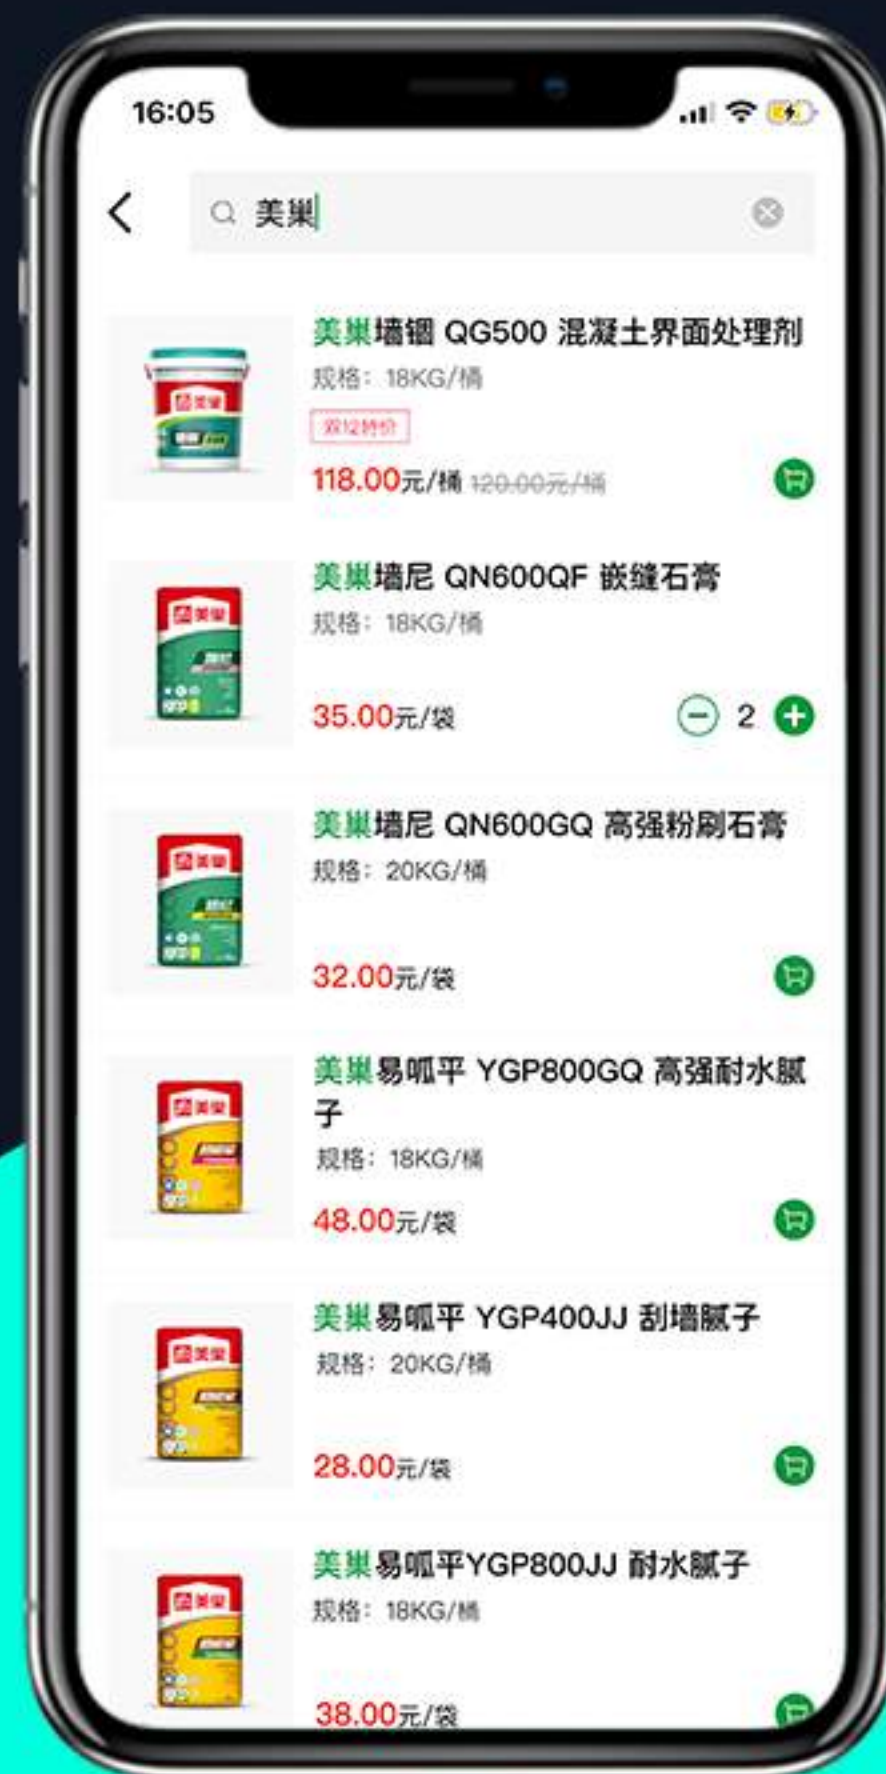 16:05
美巢
美巢墙锢 QG500 混凝土界面处理剂
规格：18KG/桶
双12特价
118.00元/桶 120.00元/桶
美巢墙尼 QN600QF 嵌缝石膏
规格：18KG/桶
35.00元/袋
2
美巢墙尼 QN600GQ 高强粉刷石膏
规格：20KG/桶
32.00元/袋
美巢易呱平 YGP800GQ 高强耐水腻
子
规格：18KG/桶
48.00元/袋
美巢易呱平 YGP400JJ 刮墙腻子
规格：20KG/桶
28.00元/袋
美巢易呱平YGP800JJ 耐水腻子
规格：18KG/桶
38.00元/袋